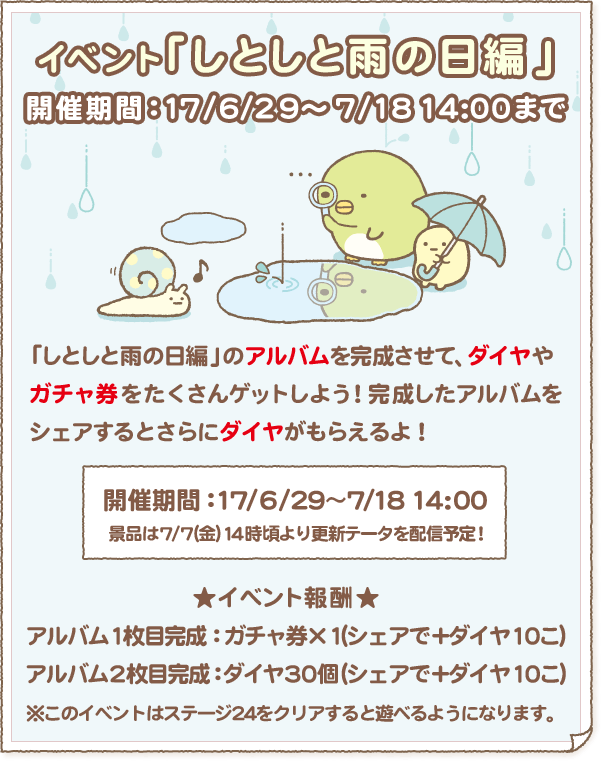 イベント「しとしと雨の日編」
開催期間：17/6/29～7/18 14:00まで
…
「しとしと雨の日編」のアルバムを完成させて、ダイヤや
ガチャ券をたくさんゲットしよう！完成したアルバムを
シェアするとさらにダイヤがもらえるよ！
開催期間：17/6/29～7/18 14:00
景品は7/7(金)14時頃より更新テータを配信予定！
★イベント報酬★
アルバム1枚目完成：ガチャ券×1(シェアで+ダイヤ10こ)
アルバム2枚目完成：ダイヤ30個(シェアで+ダイヤ10こ)
※このイベントはステージ24をクリアすると遊べるようになります。